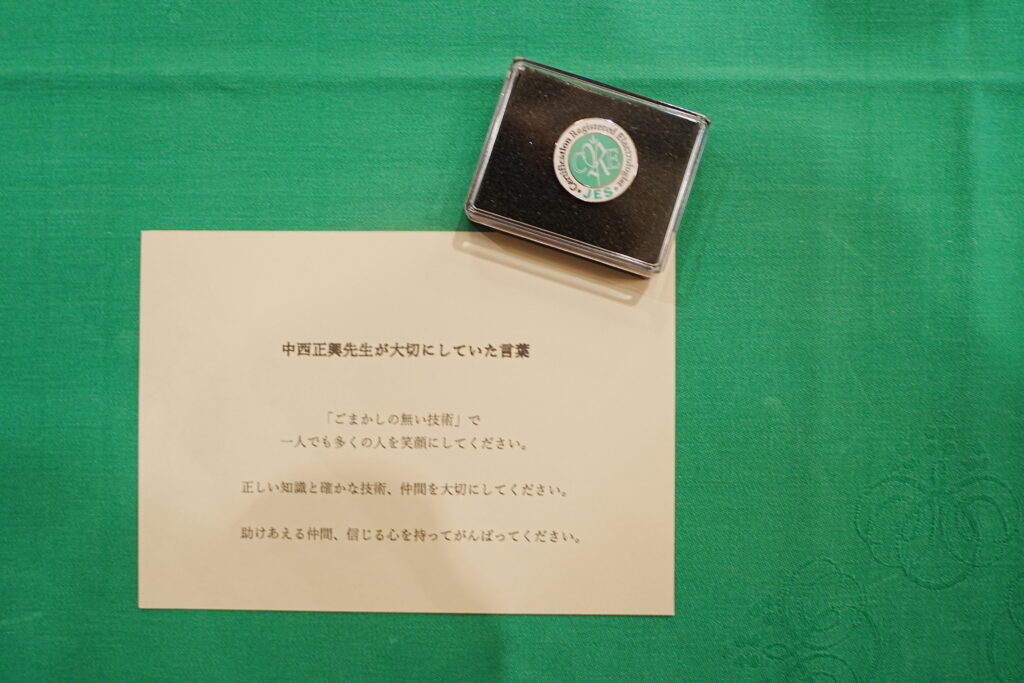 Certification Registered Electrologist
CRE
JES
中西正興先生が大切にしていた言葉
「ごまかしの無い技術」で
一人でも多くの人を笑顔にしてください。
正しい知識と確かな技術、仲間を大切にしてください。
助けあえる仲間、信じる心を持ってがんばってください。